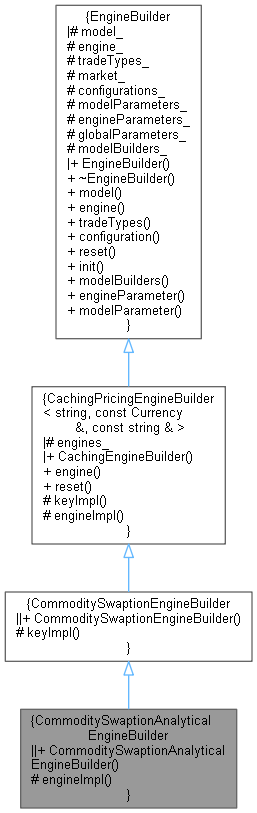 {EngineBuilder
|# model_
# engine_
# tradeTypes_
# market_
# configurations_
# modelParameters_
# engineParameters_
# globalParameters_
# modelBuilders_
|+ EngineBuilder()
+ ~EngineBuilder()
+ model()
+ engine()
+ tradeTypes()
+ configuration()
+ reset()
+ init()
+ modelBuilders()
+ engineParameter()
+ modelParameter()
}
{CachingPricingEngineBuilder
< string, const Currency
&, const string & >
|# engines_
|+ CachingEngineBuilder()
+ engine()
+ reset()
# keyImpl()
# engineImpl()
}
{CommoditySwaptionEngineBuilder
||+ CommoditySwaptionEngineBuilder()
# keyImpl()
}
{CommoditySwaptionAnalytical
EngineBuilder
||+ CommoditySwaptionAnalytical
EngineBuilder()
# engineImpl()
}